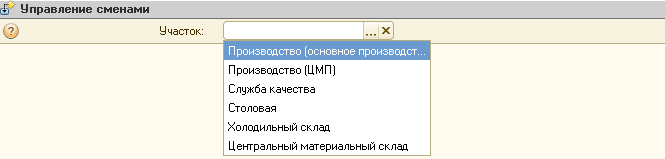 Управление сменами
Участок:
Производство (основное производст...
Производство (ЦМП)
Служба качества
Столовая
Холодильный склад
Центральный материальный склад